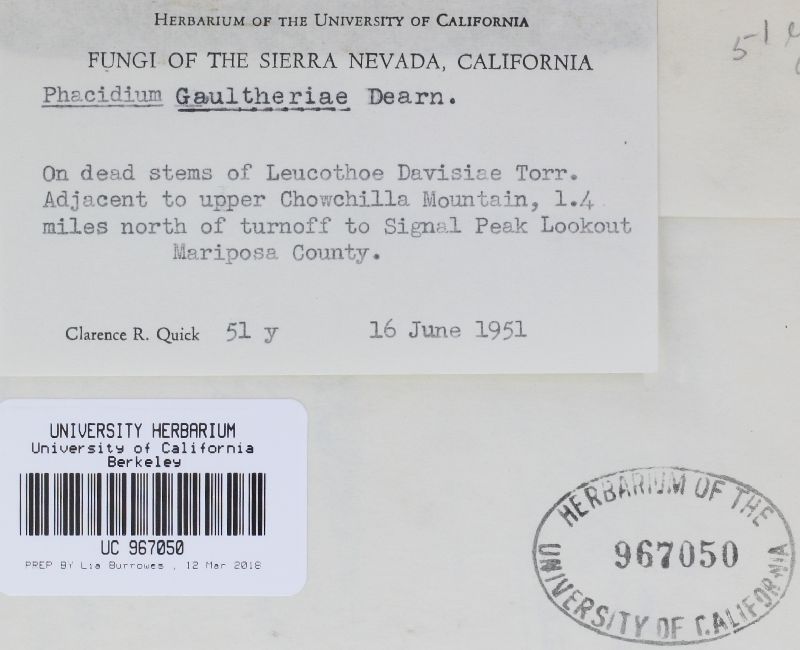 HERBARIUM OF THE UNIVERSITY OF CALIFORNIA
FUNGI OF THE SIERRA NEVADA, CALIFORNIA
Phacidium Gaultheriae Dearn.
On dead stems of Leucothoe Davisiae Torr.
Adjacent to upper Chowchilla Mountain, 1.4
miles north of turnoff to Signal Peak Lookout
Mariposa County.
Clarence R. Quick 51 y 16 June 1951
UNIVERSITY HERBARIUM
University of California
Berkeley
UC 967050
PREP BY Lia Burrowes , 12 Mar 2018
HERBARIUM OF THE
967050
UNIVERSITY OF CALIFORNIA